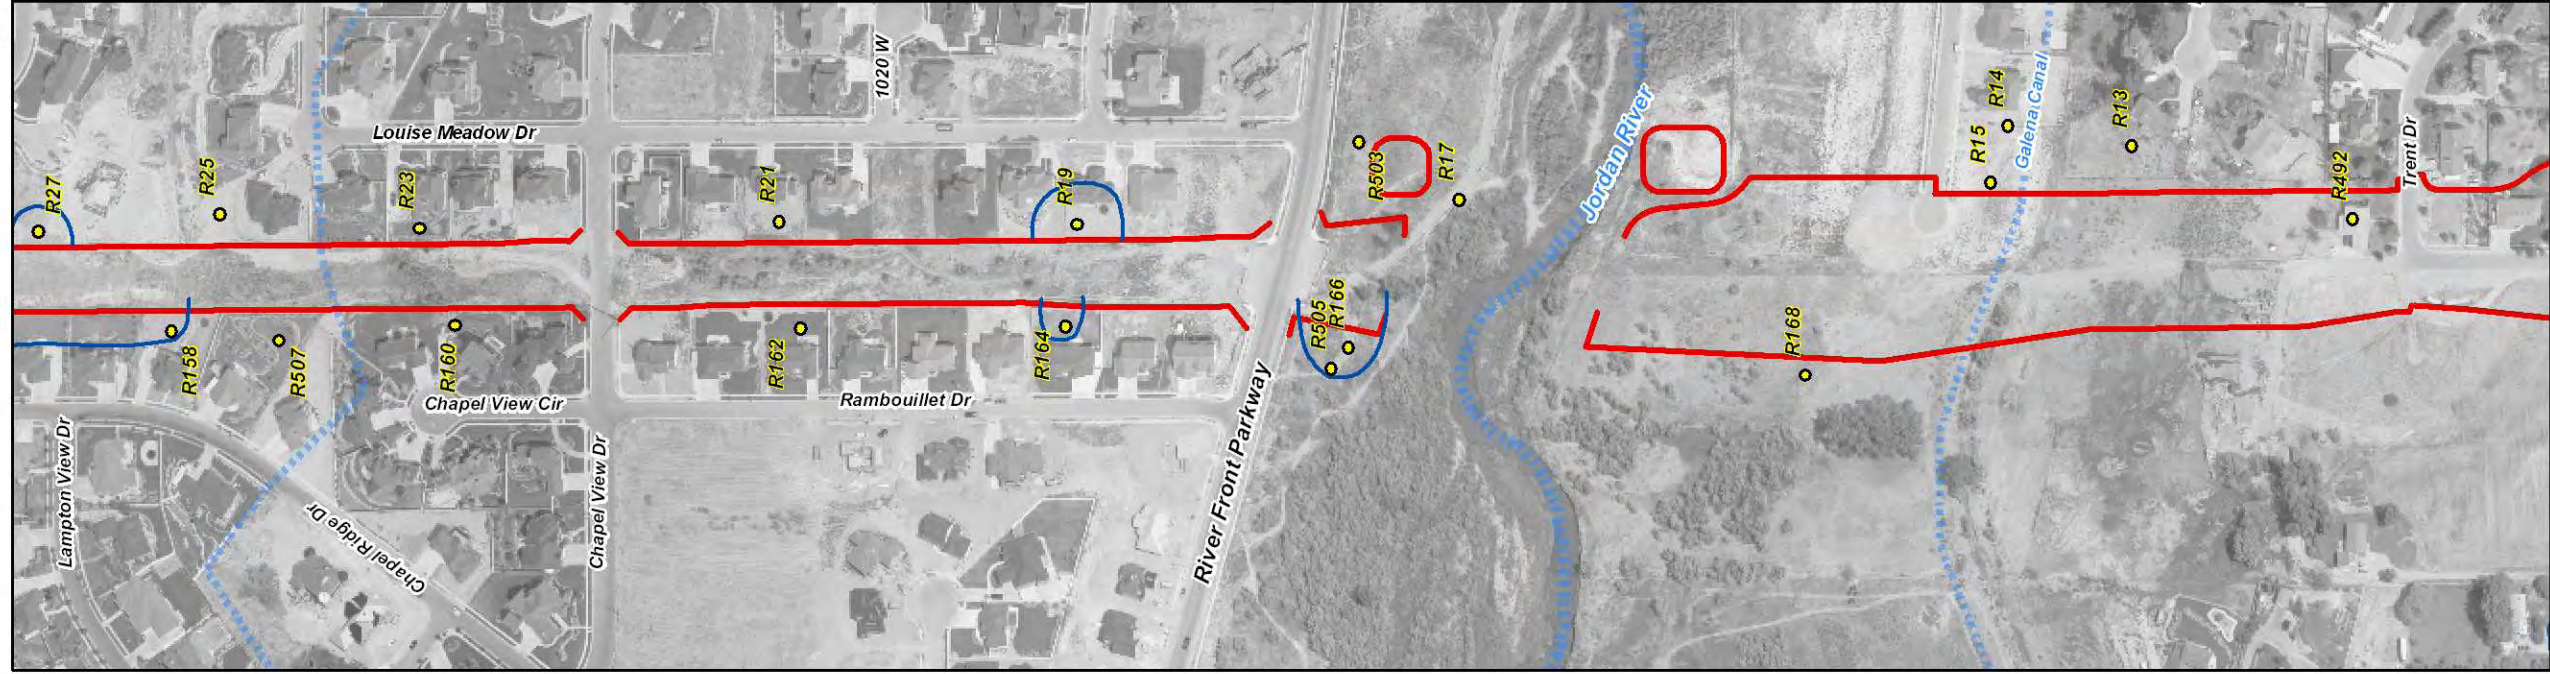 R27
R25
Louise Meadow Dr
R23
R21
1020 W
R19
R503
R17
Jordan River
R15
R14
Galena Canal
R13
R492
Trent Dr
R158
R507
R160
R162
R164
R505
R166
R168
Chapel View Cir
Rambouillet Dr
Lampton View Dr
Chapel Ridge Dr
Chapel View Dr
River Front Parkway